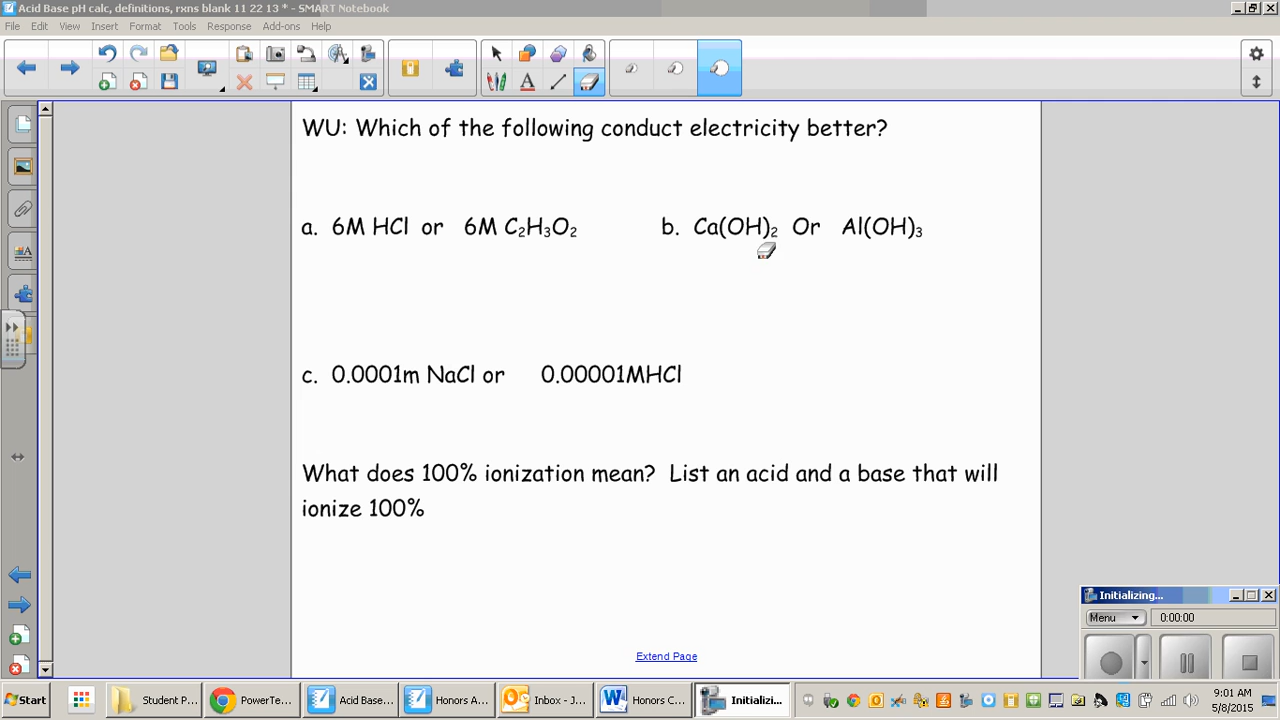 Acid Base pH calc, definitions, rxns blank 11 22 13 * - SMART Notebook
File Edit View Insert Format Tools Response Add-ons Help
WU: Which of the following conduct electricity better?
a. 6M HCl or 6M C₂H₃O₂ b. Ca(OH)₂ Or Al(OH)₃
c. 0.0001m NaCl or 0.00001MHCl
What does 100% ionization mean? List an acid and a base that will
ionize 100%
Extend Page
Initializing...
Menu 0:00:00
Start Student P... PowerTe... Acid Base... Honors A... Inbox - J... Honors C... Initializi... 9:01 AM
5/8/2015